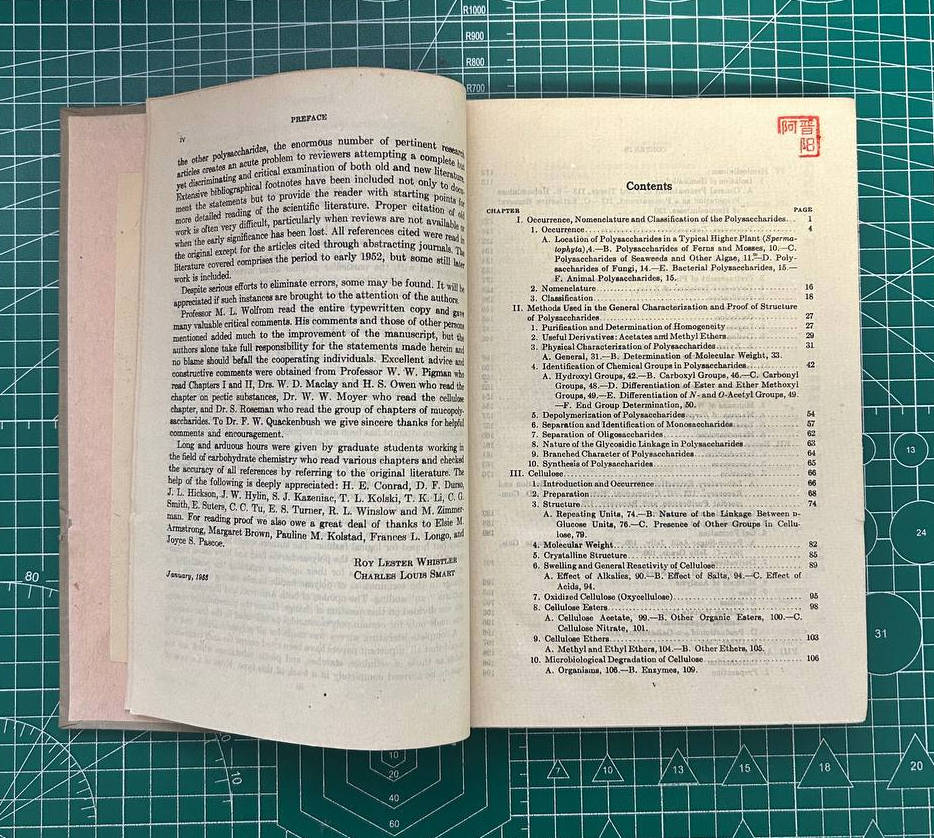 R1000
R900
R800
R700
PREFACE
iv
the other polysaccharides, the enormous number of pertinent research
articles creates an acute problem to reviewers attempting a complete
yet discriminating and critical examination of both old and new literature.
Extensive bibliographical footnotes have been included not only to docu-
ment the statements but to provide the reader with starting points for
more detailed reading of the scientific literature. Proper citation of old
work is often very difficult, particularly when reviews are not available or
when the early significance has been lost. All references cited were read in
the original except for the articles cited through abstracting journals. The
literature covered comprises the period to early 1952, but some still later
work is included.
Despite serious efforts to eliminate errors, some may be found. It will be
appreciated if such instances are brought to the attention of the authors.
Professor M. L. Wolfrom read the entire typewritten copy and gave
many valuable critical comments. His comments and those of other persons
mentioned added much to the improvement of the manuscript, but the
authors alone take full responsibility for the statements made herein and
no blame should befall the cooperating individuals. Excellent advice and
constructive comments were obtained from Professor W. W. Pigman who
read Chapters I and II, Drs. W. D. Maclay and H. S. Owen who read the
chapter on pectic substances, Dr. W. W. Moyer who read the cellulose
chapter, and Dr. S. Roseman who read the group of chapters of mucopoly-
saccharides. To Dr. F. W. Quackenbush we give sincere thanks for helpful
comments and encouragement.
Long and arduous hours were given by graduate students working in
the field of carbohydrate chemistry who read various chapters and checked
the accuracy of all references by referring to the original literature. The
help of the following is deeply appreciated: H. E. Conrad, D. F. Durso,
J. L. Hickson, J. W. Hylin, S. J. Kazeniac, T. L. Kolski, T. K. Li, C. G.
Smith, E. Suters, C. C. Tu, E. S. Turner, R. L. Winslow and M. Zimmer-
man. For reading proof we also owe a great deal of thanks to Elsie M.
Armstrong, Margaret Brown, Pauline M. Kolstad, Frances L. Longo, and
Joyce S. Pascoe.
ROY LESTER WHISTLER
CHARLES LOUIS SMART
January, 1953
阿晋阳
Contents
CHAPTER PAGE
I. Occurrence, Nomenclature and Classification of the Polysaccharides... 1
1. Occurrence 4
A. Location of Polysaccharides in a Typical Higher Plant (Sperma-
tophyta), 4.—B. Polysaccharides of Ferns and Mosses, 10.—C.
Polysaccharides of Seaweeds and Other Algae, 11.—D. Poly-
saccharides of Fungi, 14.—E. Bacterial Polysaccharides, 15.—
F. Animal Polysaccharides, 15.
2. Nomenclature 16
3. Classification 18
II. Methods Used in the General Characterization and Proof of Structure
of Polysaccharides 27
1. Purification and Determination of Homogeneity 27
2. Useful Derivatives: Acetates and Methyl Ethers 29
3. Physical Characterization of Polysaccharides 31
A. General, 31.—B. Determination of Molecular Weight, 33.
4. Identification of Chemical Groups in Polysaccharides 42
A. Hydroxyl Groups, 42.—B. Carboxyl Groups, 46.—C. Carbonyl
Groups, 48.—D. Differentiation of Ester and Ether Methoxyl
Groups, 49.—E. Differentiation of N- and O-Acetyl Groups, 49.
—F. End Group Determination, 50.
5. Depolymerization of Polysaccharides 54
6. Separation and Identification of Monosaccharides 57
7. Separation of Oligosaccharides 62
8. Nature of the Glycosidic Linkage in Polysaccharides 63
9. Branched Character of Polysaccharides 64
10. Synthesis of Polysaccharides 65
III. Cellulose 66
1. Introduction and Occurrence 66
2. Preparation 68
3. Structure 74
A. Repeating Units, 74.—B. Nature of the Linkage Between D-
Glucose Units, 76.—C. Presence of Other Groups in Cellu-
lose, 79.
4. Molecular Weight 82
5. Crystalline Structure 85
6. Swelling and General Reactivity of Cellulose 89
A. Effect of Alkalies, 90.—B. Effect of Salts, 94.—C. Effect of
Acids, 94.
7. Oxidized Cellulose (Oxycellulose) 95
8. Cellulose Esters 98
A. Cellulose Acetate, 99.—B. Other Organic Esters, 100.—C.
Cellulose Nitrate, 101.
9. Cellulose Ethers 103
A. Methyl and Ethyl Ethers, 104.—B. Other Ethers, 105.
10. Microbiological Degradation of Cellulose 106
A. Organisms, 106.—B. Enzymes, 109.
80
13
24
31
10
10
20
40
60
7
10
13
15
18
20